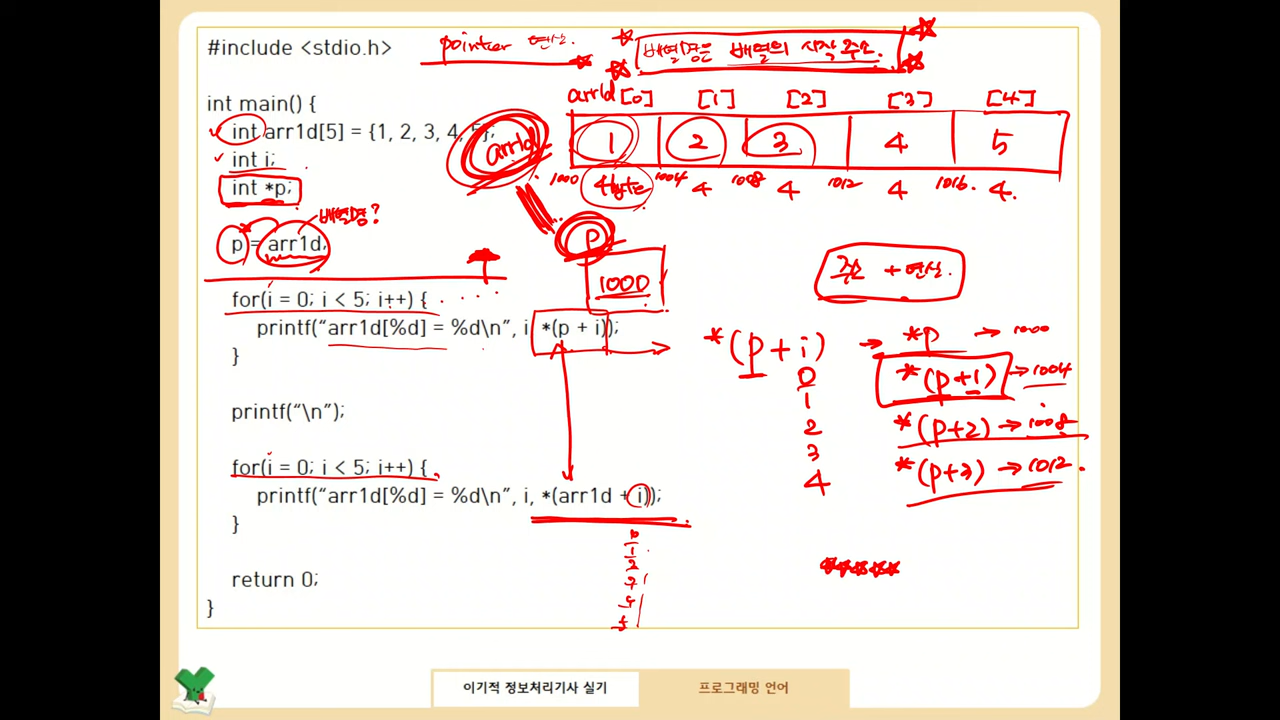 #include <stdio.h>
pointer 연산.
배열명은 배열의 시작 주소.
int main() {
arr1d [0] [1] [2] [3] [4]
int arr1d[5] = {1, 2, 3, 4, 5};
arr1d
1 2 3 4 5
int i;
1000 4byte 1004 4 1008 4 1012 4 1016 4
int *p;
배열명?
p = arr1d;
P
1000
주소 + 연산.
for(i = 0; i < 5; i++) {
printf("arr1d[%d] = %d\n", i *(p + i));
}
*(p+i) → *p → 1000
0 *(p+1) → 1004
1
2 *(p+2) → 1008
3 *(p+3) → 1012
4
printf("\n");
for(i = 0; i < 5; i++) {
printf("arr1d[%d] = %d\n", i, *(arr1d + i));
}
1
2
return 0;
}
이기적 정보처리기사 실기
프로그래밍 언어